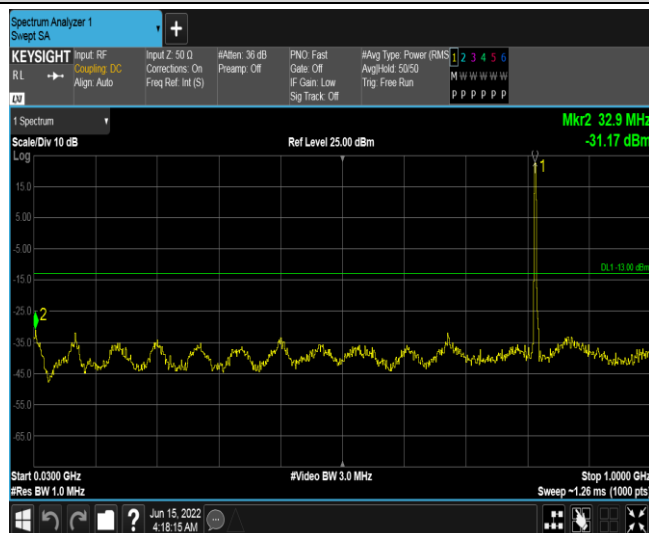 Spectrum Analyzer 1
Swept SA
+
KEYSIGHT
RL
LXI
Input: RF
Coupling: DC
Align: Auto
Input Z: 50 Ω
Corrections: On
Freq Ref: Int (S)
#Atten: 36 dB
Preamp: Off
PNO: Fast
Gate: Off
IF Gain: Low
Sig Track: Off
#Avg Type: Power (RMS
Avg|Hold: 50/50
Trig: Free Run
1 2 3 4 5 6
M W W W W W
P P P P P P
1 Spectrum
Mkr2 32.9 MHz
-31.17 dBm
Scale/Div 10 dB
Ref Level 25.00 dBm
Log
1
15.0
5.00
-5.00
DL1 -13.00 dBm
-15.0
-25.0
2
-35.0
-45.0
-55.0
-65.0
Start 0.0300 GHz
#Video BW 3.0 MHz
Stop 1.0000 GHz
#Res BW 1.0 MHz
Sweep ~1.26 ms (1000 pts)
?
Jun 15, 2022
4:18:15 AM